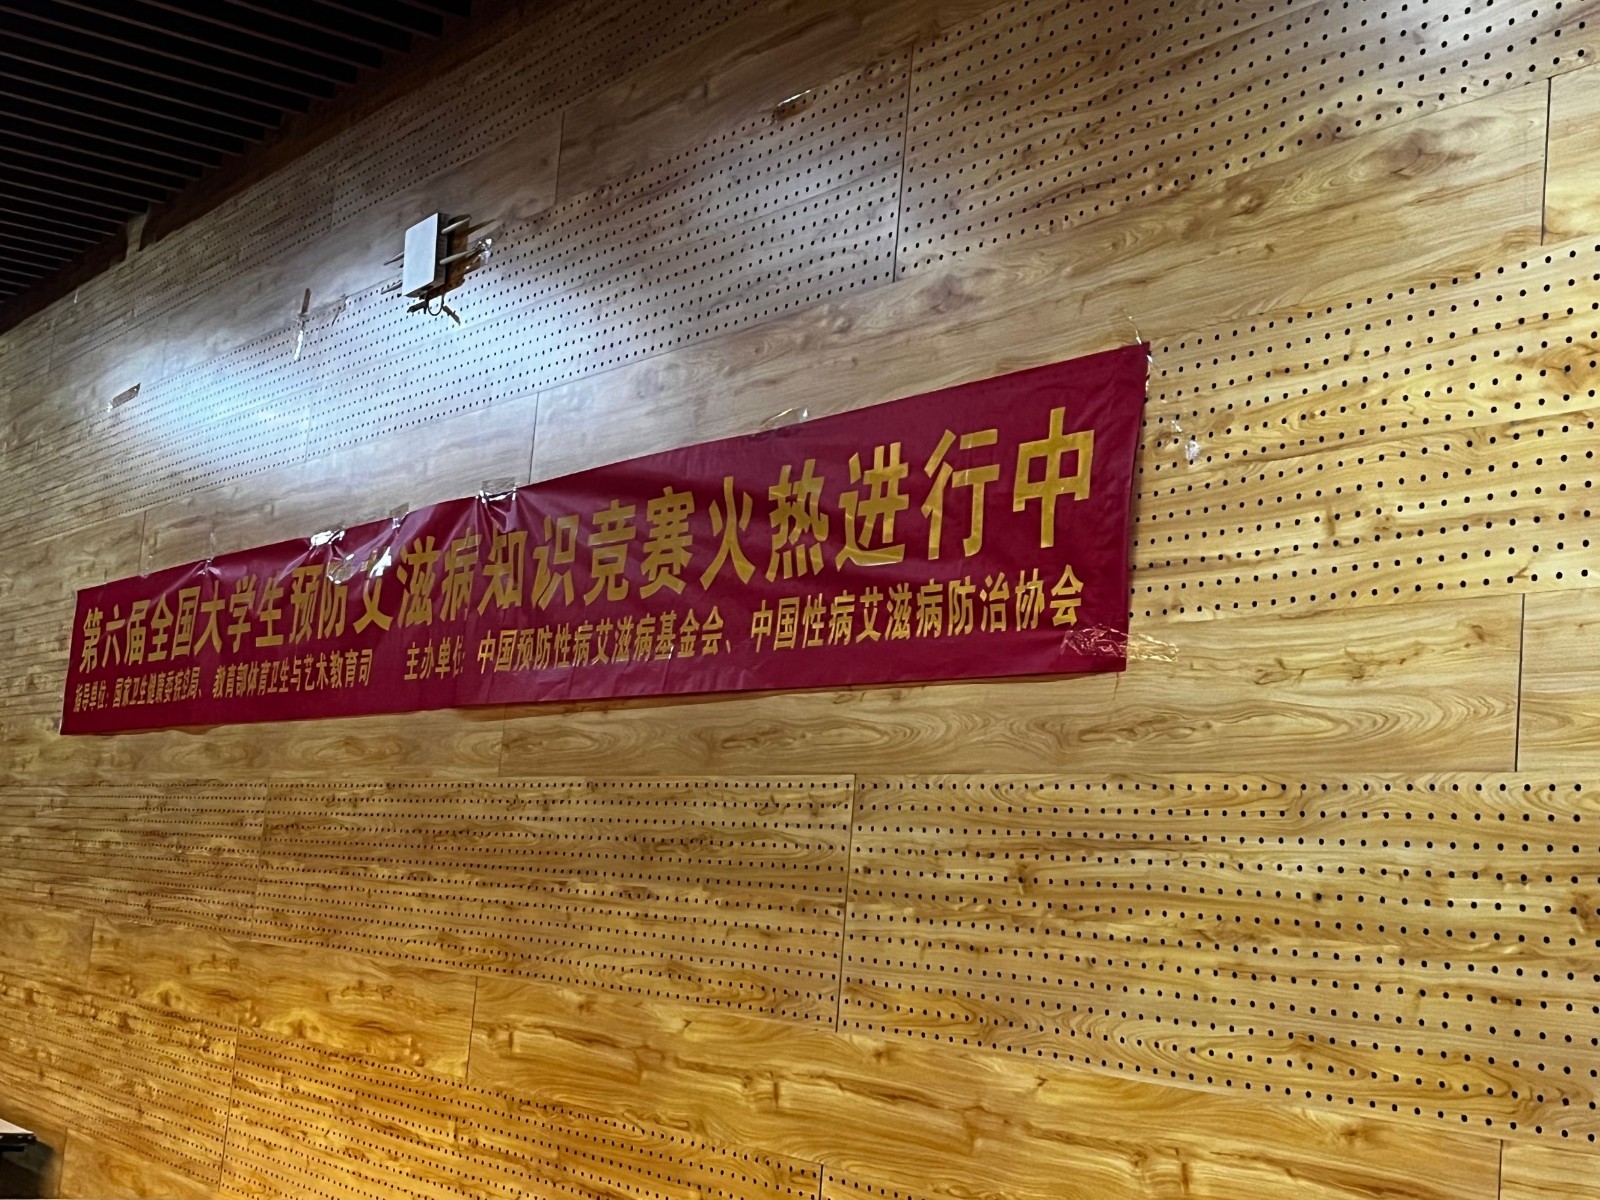 第六届全国大学生预防艾滋病知识竞赛火热进行中
指导单位：国家卫生健康委疾控局、教育部体育卫生与艺术教育司 主办单位：中国预防性病艾滋病基金会、中国性病艾滋病防治协会